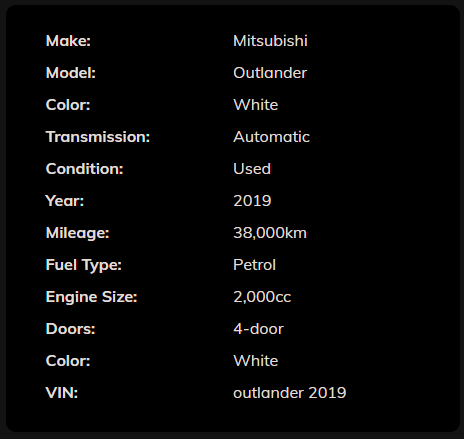 Make: Mitsubishi
Model: Outlander
Color: White
Transmission: Automatic
Condition: Used
Year: 2019
Mileage: 38,000km
Fuel Type: Petrol
Engine Size: 2,000cc
Doors: 4-door
Color: White
VIN: outlander 2019